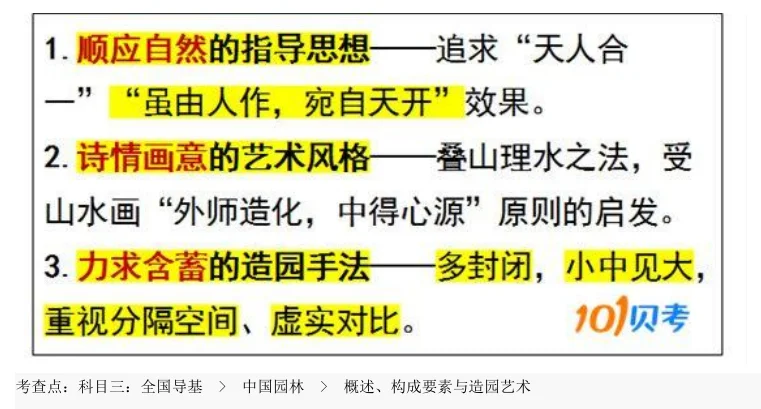 1. 顺应自然的指导思想——追求“天人合
一” “虽由人作，宛自天开”效果。
2. 诗情画意的艺术风格——叠山理水之法，受
山水画“外师造化，中得心源”原则的启发。
3. 力求含蓄的造园手法——多封闭，小中见大，
重视分隔空间、虚实对比。
101贝考
考查点：科目三：全国导基 > 中国园林 > 概述、构成要素与造园艺术